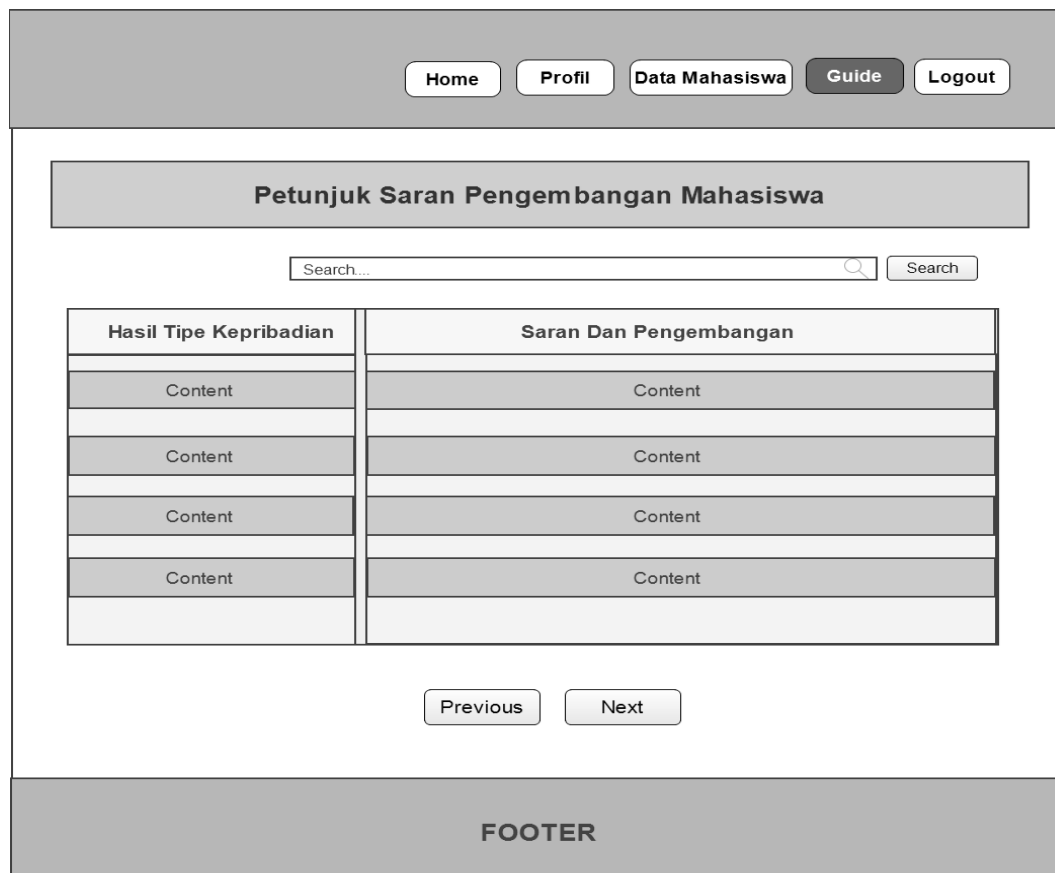 Home Profil Data Mahasiswa Guide Logout
Petunjuk Saran Pengembangan Mahasiswa
Search.... Search
Hasil Tipe Kepribadian Saran Dan Pengembangan
Content Content
Content Content
Content Content
Content Content
Previous Next
FOOTER